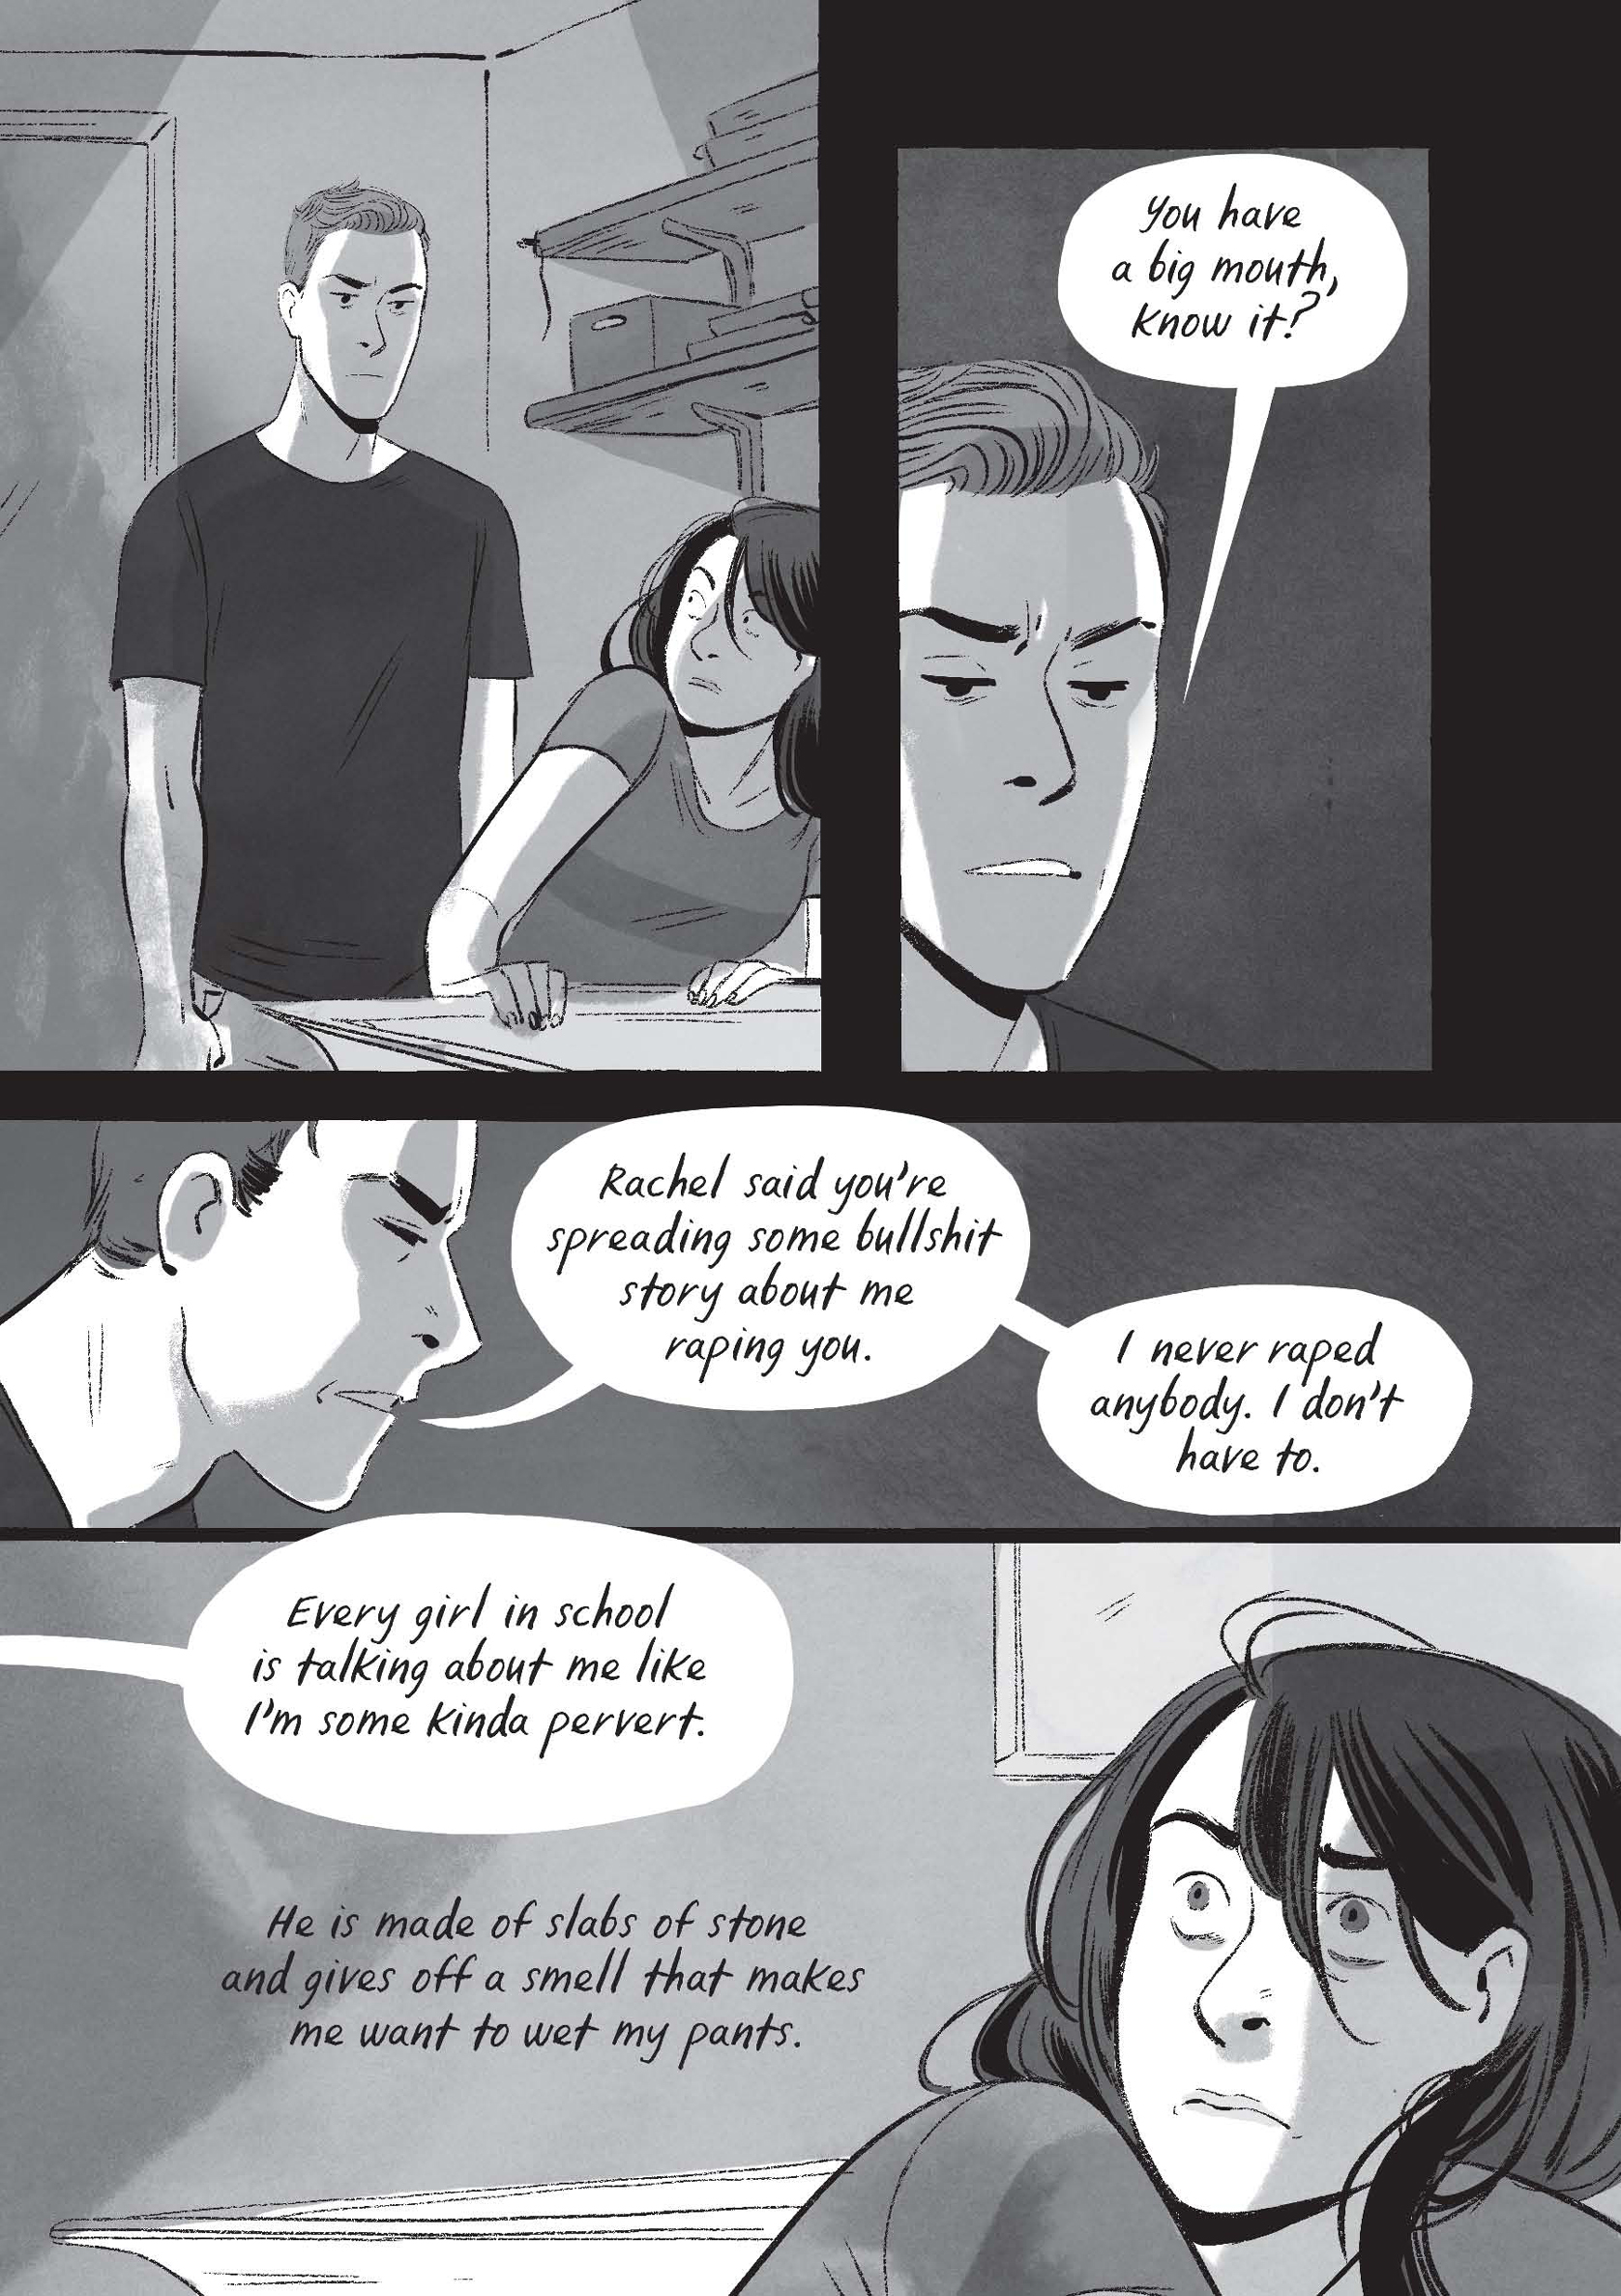 You have
a big mouth,
know it?
Rachel said you're
spreading some bullshit
story about me
raping you.
I never raped
anybody. I don't
have to.
Every girl in school
is talking about me like
I'm some kinda pervert.
He is made of slabs of stone
and gives off a smell that makes
me want to wet my pants.